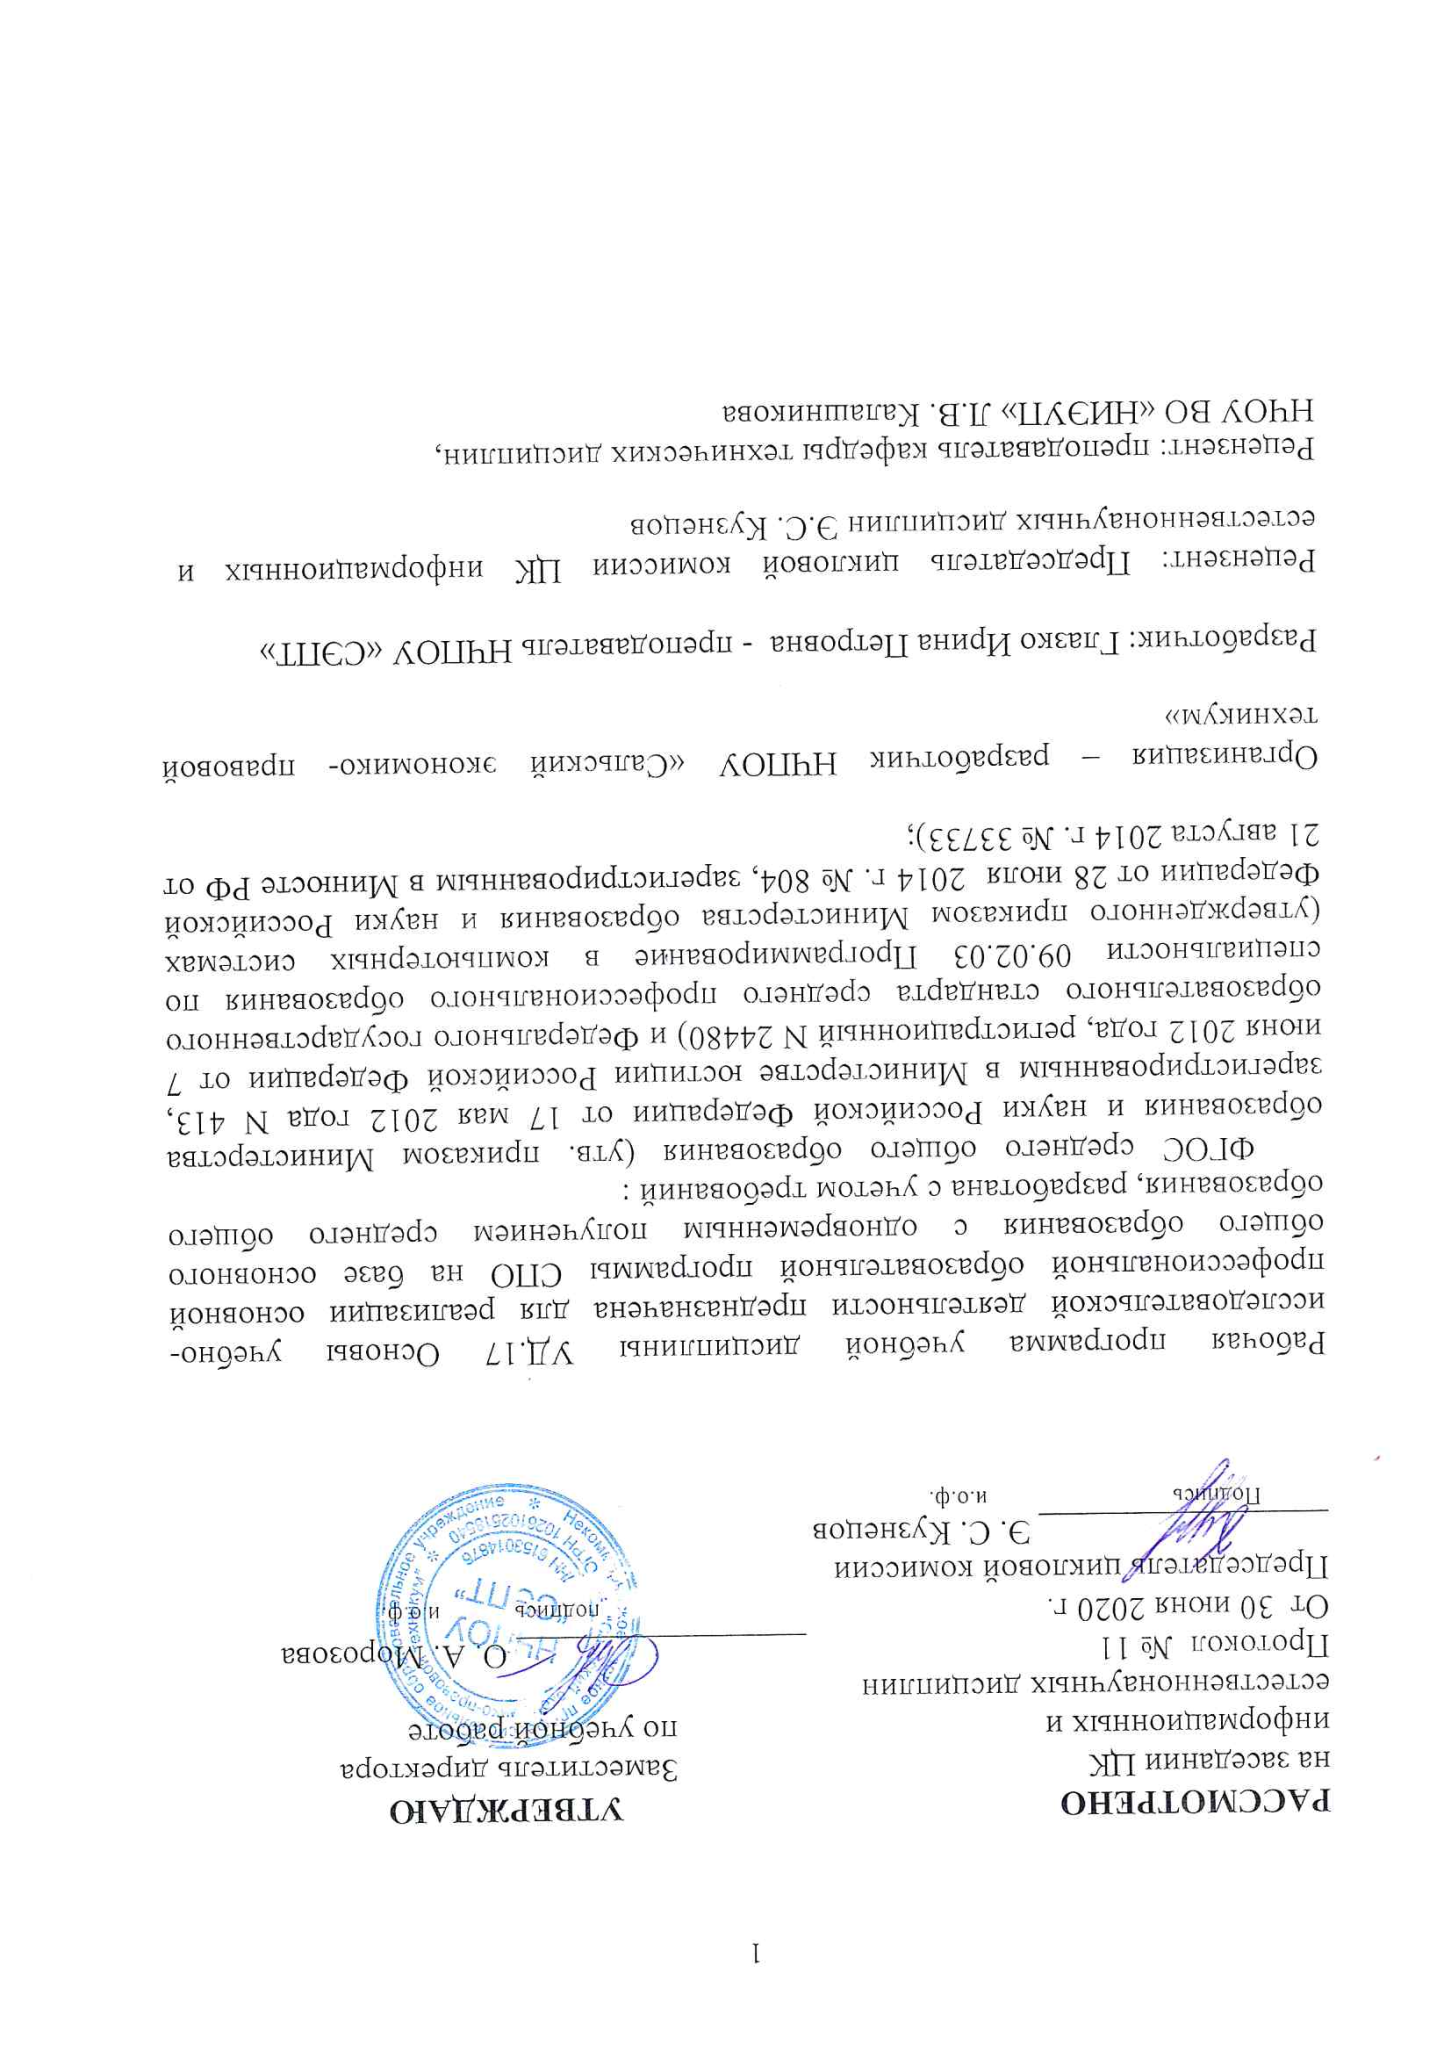 1
РАССМОТРЕНО
на заседании ЦК
информационных и
естественнонаучных дисциплин
Протокол № 11
От 30 июня 2020 г.
Председатель цикловой комиссии
Э. С. Кузнецов
Подпись и.о.ф.
УТВЕРЖДАЮ
Заместитель директора
по учебной работе
О. А. Морозова
подпись и.о.ф.
НЧПОУ
"СЭПТ"
Рабочая программа учебной дисциплины УД.17 Основы учебно-
исследовательской деятельности предназначена для реализации основной
профессиональной образовательной программы СПО на базе основного
общего образования с одновременным получением среднего общего
образования, разработана с учетом требований :
ФГОС среднего общего образования (утв. приказом Министерства
образования и науки Российской Федерации от 17 мая 2012 года N 413,
зарегистрированным в Министерстве юстиции Российской Федерации от 7
июня 2012 года, регистрационный N 24480) и Федерального государственного
образовательного стандарта среднего профессионального образования по
специальности 09.02.03 Программирование в компьютерных системах
(утвержденного приказом Министерства образования и науки Российской
Федерации от 28 июля 2014 г. № 804, зарегистрированным в Минюсте РФ от
21 августа 2014 г. № 33733);
Организация – разработчик НЧПОУ «Сальский экономико- правовой
техникум»
Разработчик: Глазко Ирина Петровна - преподаватель НЧПОУ «СЭПТ»
Рецензент: Председатель цикловой комиссии ЦК информационных и
естественнонаучных дисциплин Э.С. Кузнецов
Рецензент: преподаватель кафедры технических дисциплин,
НЧОУ ВО «НИЭУП» Л.В. Калашникова